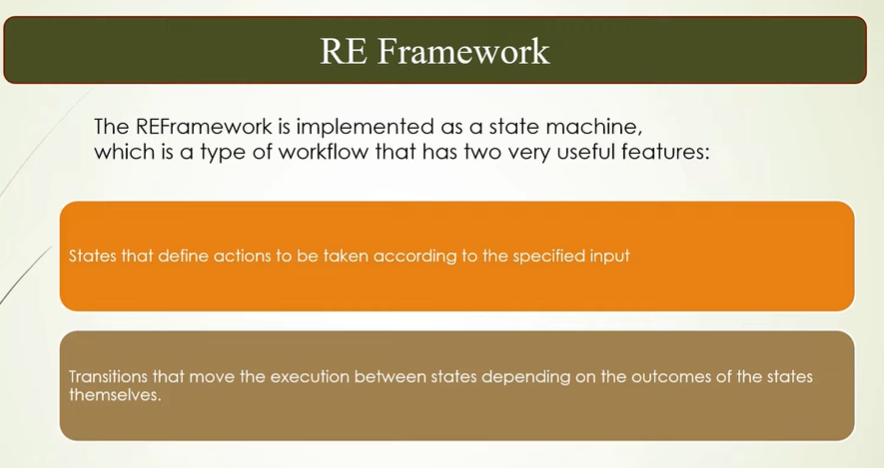 RE Framework
The REFramework is implemented as a state machine,
which is a type of workflow that has two very useful features:
States that define actions to be taken according to the specified input
Transitions that move the execution between states depending on the outcomes of the states
themselves.